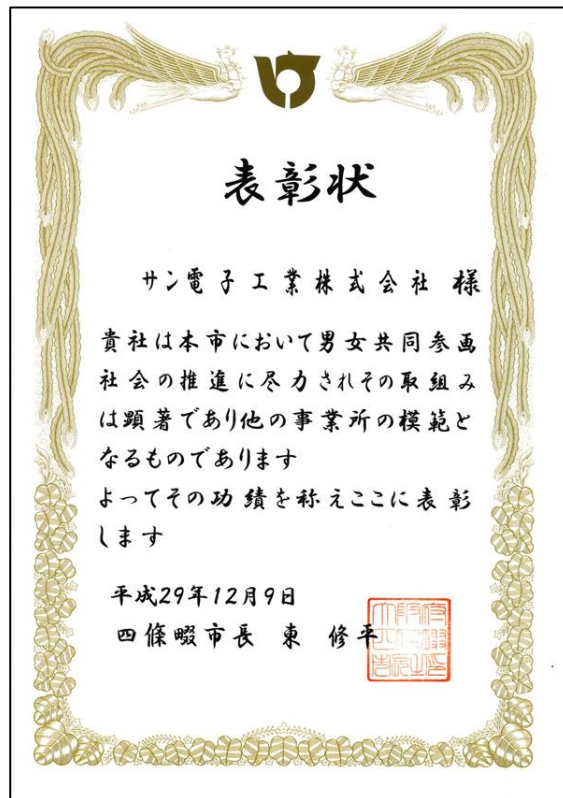 表彰状
サン電子工業株式会社 様
貴社は本市において男女共同参画
社会の推進に尽力されその取組み
は顕著であり他の事業所の模範と
なるものであります
よってその功績を称えここに表彰
します
平成29年12月9日
四條畷市長 東 修平